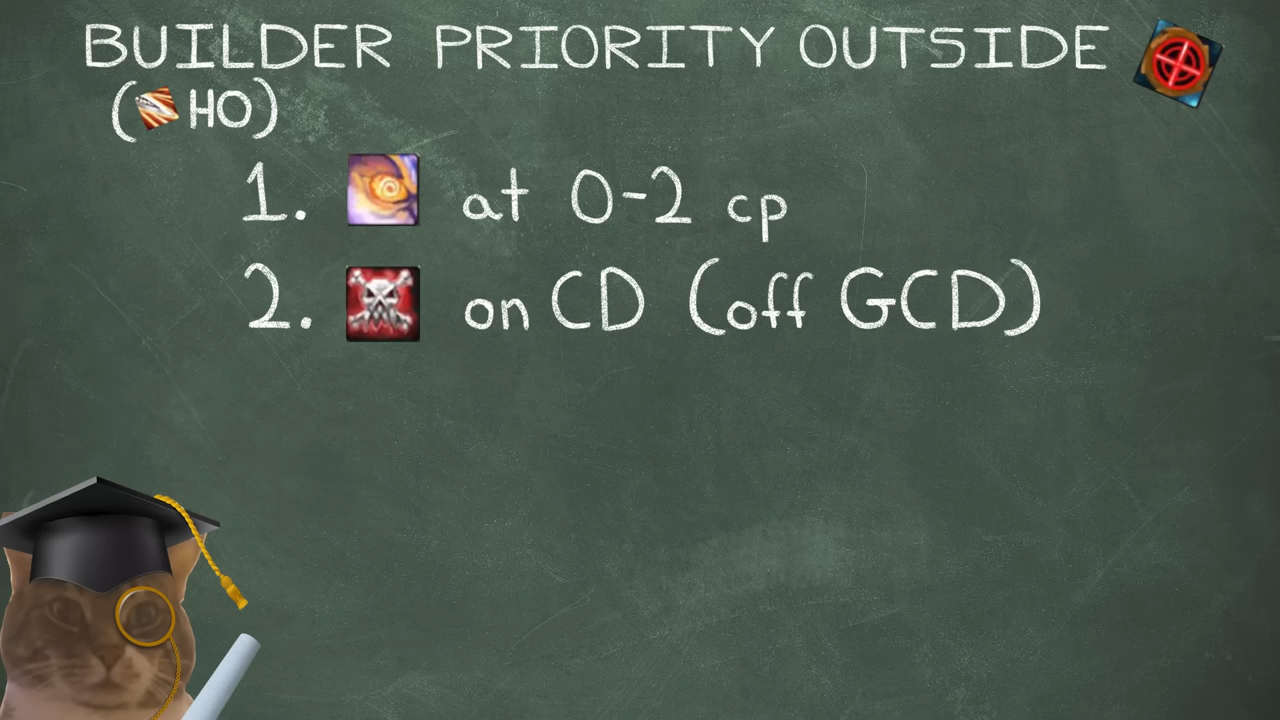 BUILDER PRIORITY OUTSIDE
(HO)
1. at 0-2 cp
2. on CD (off GCD)